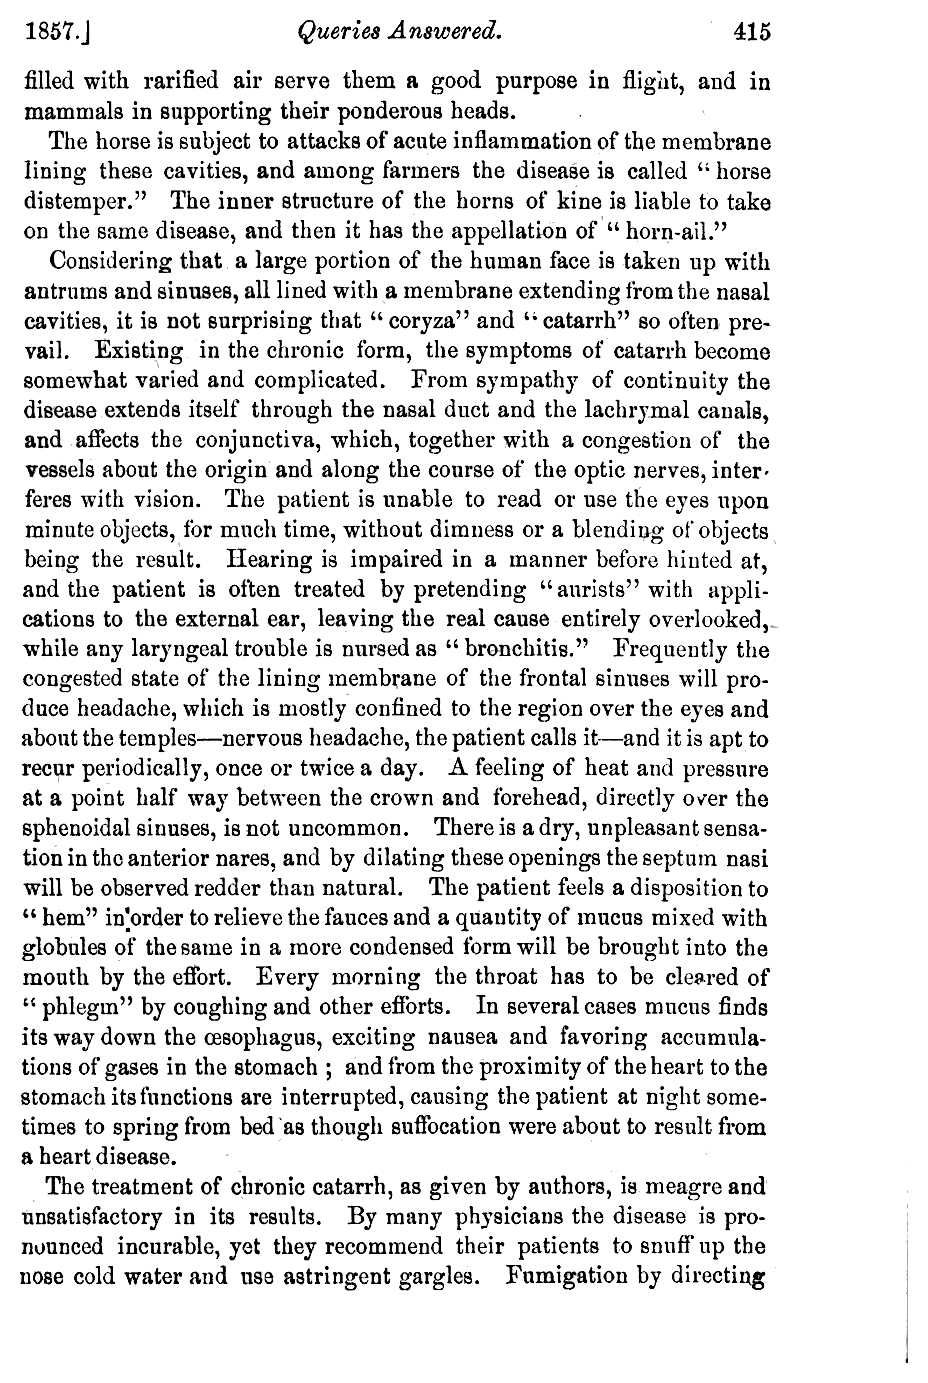 1857.] Queries Answered. 415
filled with rarified air serve them a good purpose in flight, and in
mammals in supporting their ponderous heads.
The horse is subject to attacks of acute inflammation of the membrane
lining these cavities, and among farmers the disease is called “horse
distemper.” The inner structure of the horns of kine is liable to take
on the same disease, and then it has the appellation of “horn-ail.”
Considering that a large portion of the human face is taken up with
antrums and sinuses, all lined with a membrane extending from the nasal
cavities, it is not surprising that “coryza” and “catarrh” so often pre-
vail. Existing in the chronic form, the symptoms of catarrh become
somewhat varied and complicated. From sympathy of continuity the
disease extends itself through the nasal duct and the lachrymal canals,
and affects the conjunctiva, which, together with a congestion of the
vessels about the origin and along the course of the optic nerves, inter-
feres with vision. The patient is unable to read or use the eyes upon
minute objects, for much time, without dimness or a blending of objects
being the result. Hearing is impaired in a manner before hinted at,
and the patient is often treated by pretending “aurists” with appli-
cations to the external ear, leaving the real cause entirely overlooked,
while any laryngeal trouble is nursed as “bronchitis.” Frequently the
congested state of the lining membrane of the frontal sinuses will pro-
duce headache, which is mostly confined to the region over the eyes and
about the temples—nervous headache, the patient calls it—and it is apt to
recur periodically, once or twice a day. A feeling of heat and pressure
at a point half way between the crown and forehead, directly over the
sphenoidal sinuses, is not uncommon. There is a dry, unpleasant sensa-
tion in the anterior nares, and by dilating these openings the septum nasi
will be observed redder than natural. The patient feels a disposition to
“hem” in order to relieve the fauces and a quantity of mucus mixed with
globules of the same in a more condensed form will be brought into the
mouth by the effort. Every morning the throat has to be cleared of
“phlegm” by coughing and other efforts. In several cases mucus finds
its way down the œsophagus, exciting nausea and favoring accumula-
tions of gases in the stomach ; and from the proximity of the heart to the
stomach its functions are interrupted, causing the patient at night some-
times to spring from bed as though suffocation were about to result from
a heart disease.
The treatment of chronic catarrh, as given by authors, is meagre and
unsatisfactory in its results. By many physicians the disease is pro-
nounced incurable, yet they recommend their patients to snuff up the
nose cold water and use astringent gargles. Fumigation by directing